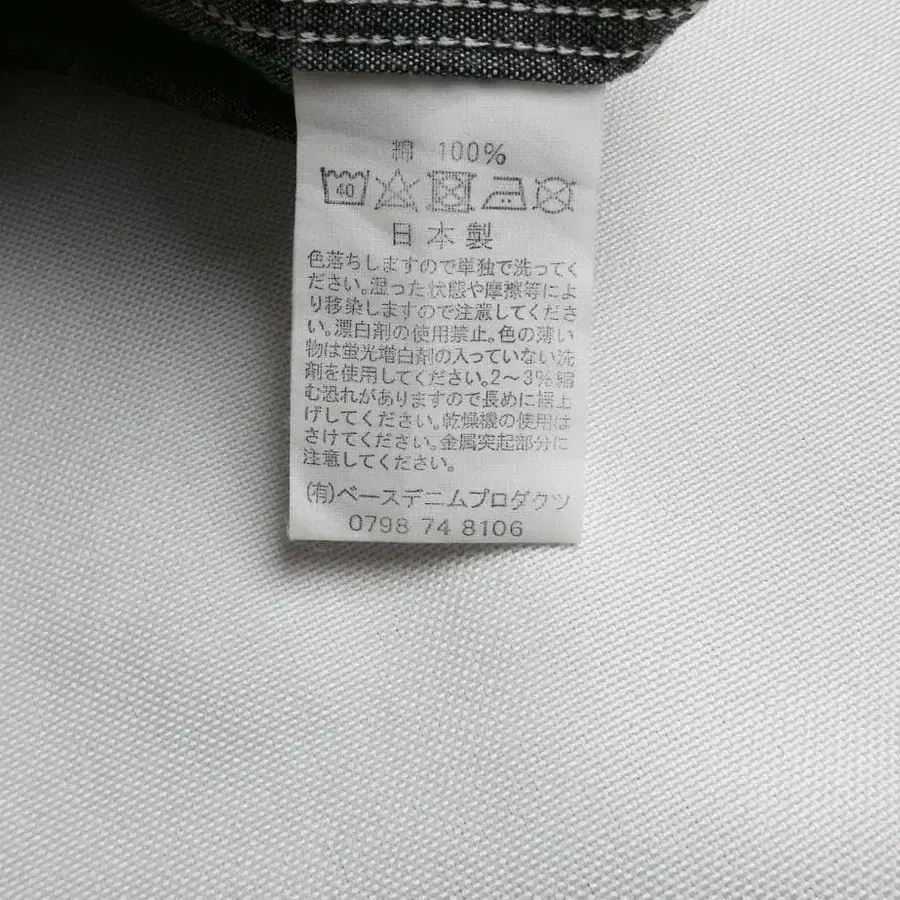 綿 100%
40
日本製
色落ちしますので単独で洗ってく
ださい。湿った状態や摩擦等によ
り移染しますので注意してくださ
い。漂白剤の使用禁止。色の薄い
物は蛍光増白剤の入っていない洗
剤を使用してください。2～3%縮
む恐れがありますので長めに裾上
げしてください。乾燥機の使用は
さけてください。金属突起部分に
注意してください。
(有)ベースデニムプロダクツ
0798 74 8106